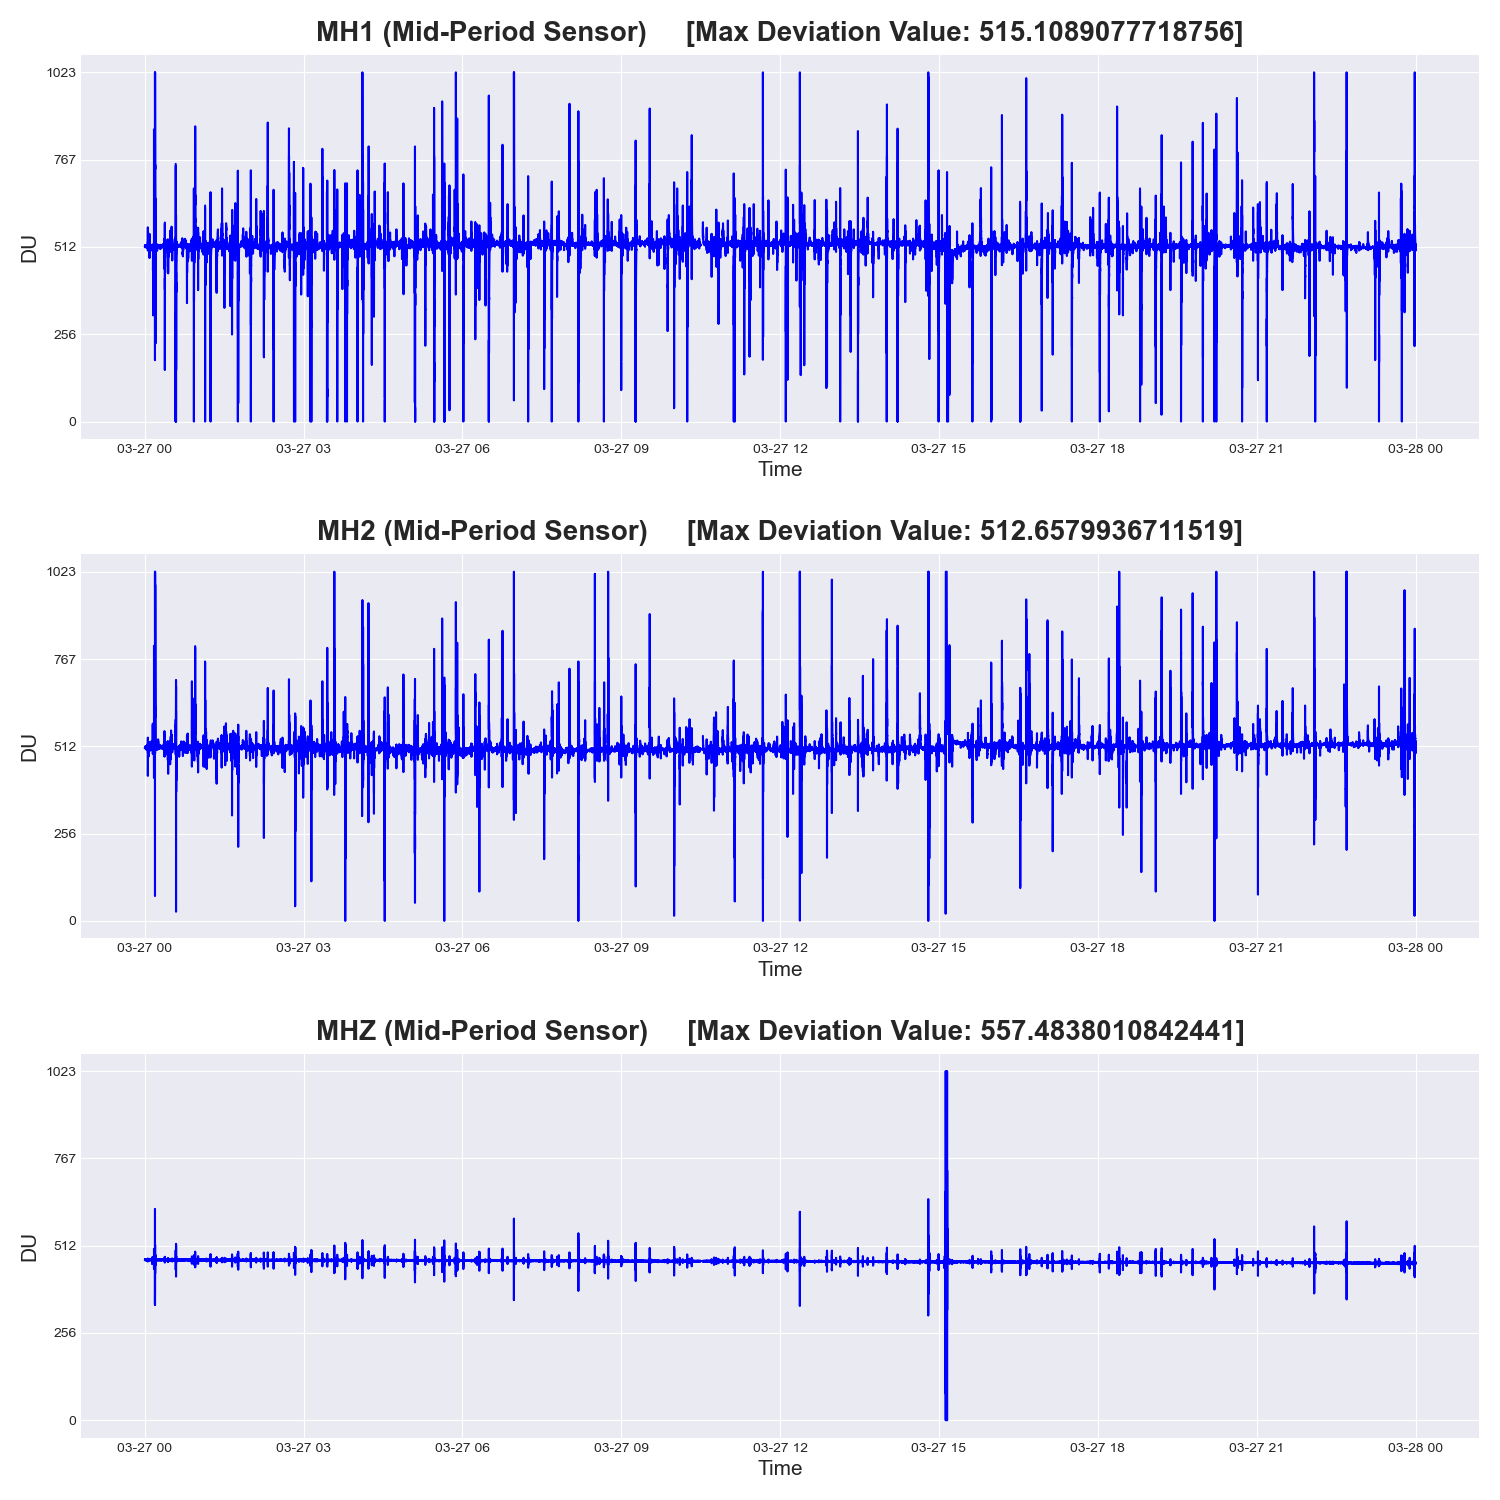 MH1 (Mid-Period Sensor) [Max Deviation Value: 515.1089077718756]
1023
767
512
256
0
DU
03-27 00 03-27 03 03-27 06 03-27 09 03-27 12 03-27 15 03-27 18 03-27 21 03-28 00
Time
MH2 (Mid-Period Sensor) [Max Deviation Value: 512.6579936711519]
1023
767
512
256
0
DU
03-27 00 03-27 03 03-27 06 03-27 09 03-27 12 03-27 15 03-27 18 03-27 21 03-28 00
Time
MHZ (Mid-Period Sensor) [Max Deviation Value: 557.4838010842441]
1023
767
512
256
0
DU
03-27 00 03-27 03 03-27 06 03-27 09 03-27 12 03-27 15 03-27 18 03-27 21 03-28 00
Time